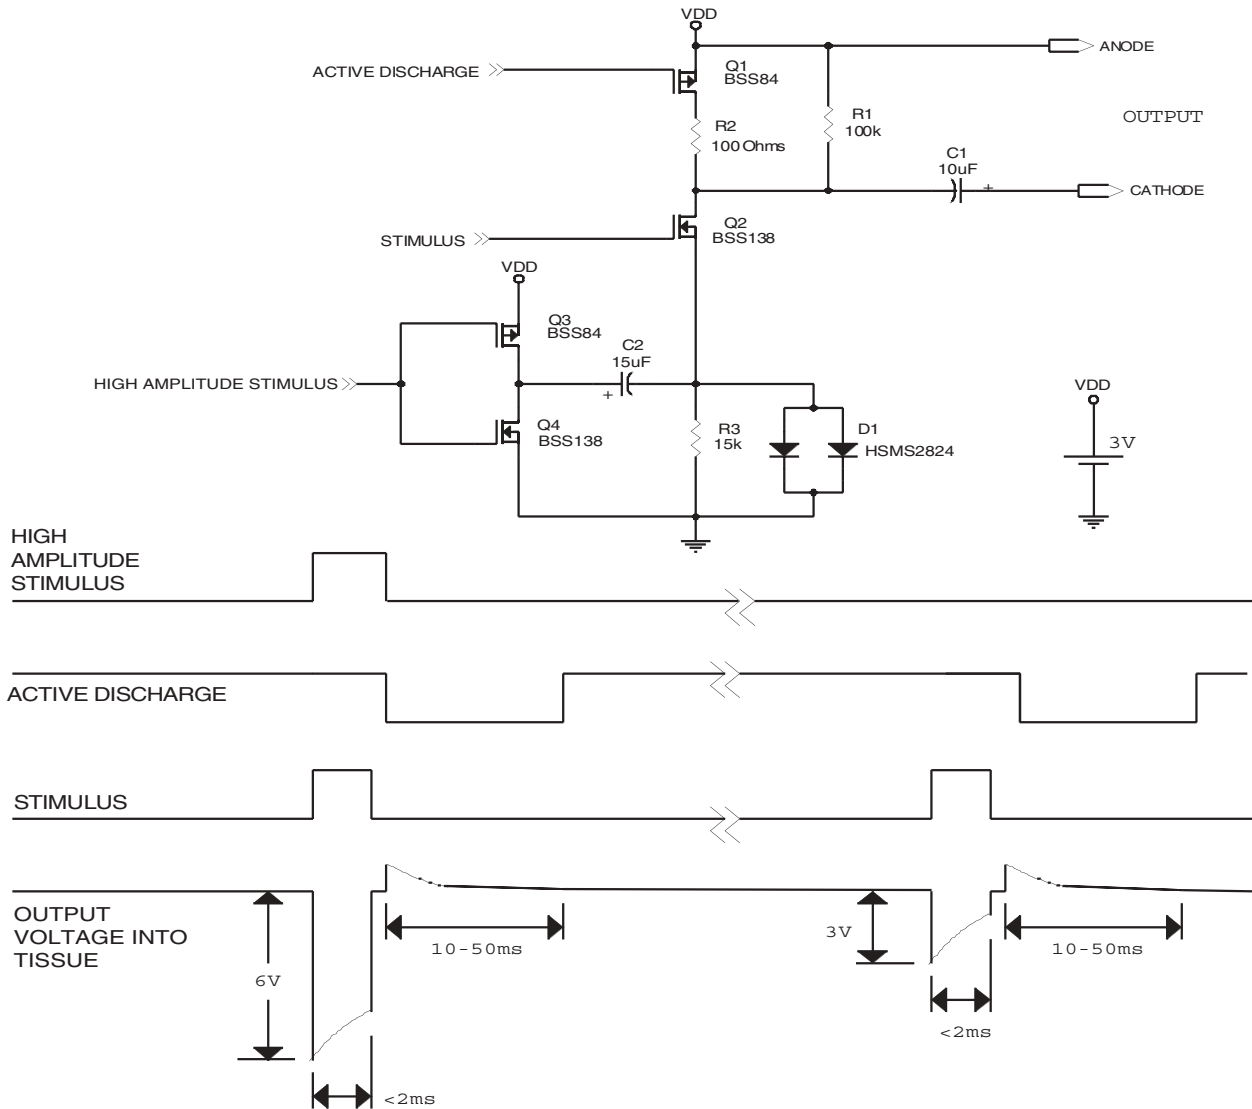 VDD
ANODE
ACTIVE DISCHARGE
Q1
BSS84
R2
100 Ohms
R1
100k
OUTPUT
C1
10uF
+
CATHODE
STIMULUS
Q2
BSS138
VDD
Q3
BSS84
C2
15uF
+
HIGH AMPLITUDE STIMULUS
Q4
BSS138
R3
15k
D1
HSMS2824
VDD
3V
HIGH
AMPLITUDE
STIMULUS
ACTIVE DISCHARGE
STIMULUS
OUTPUT
VOLTAGE INTO
TISSUE
6V
10-50ms
<2ms
3V
10-50ms
<2ms